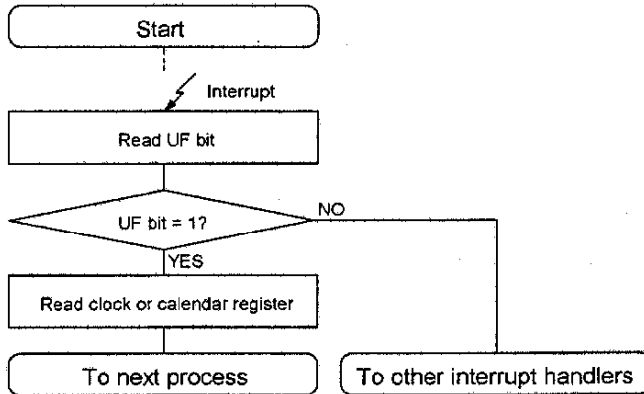 Start
Interrupt
Read UF bit
UF bit = 1?
NO
YES
Read clock or calendar register
To next process
To other interrupt handlers